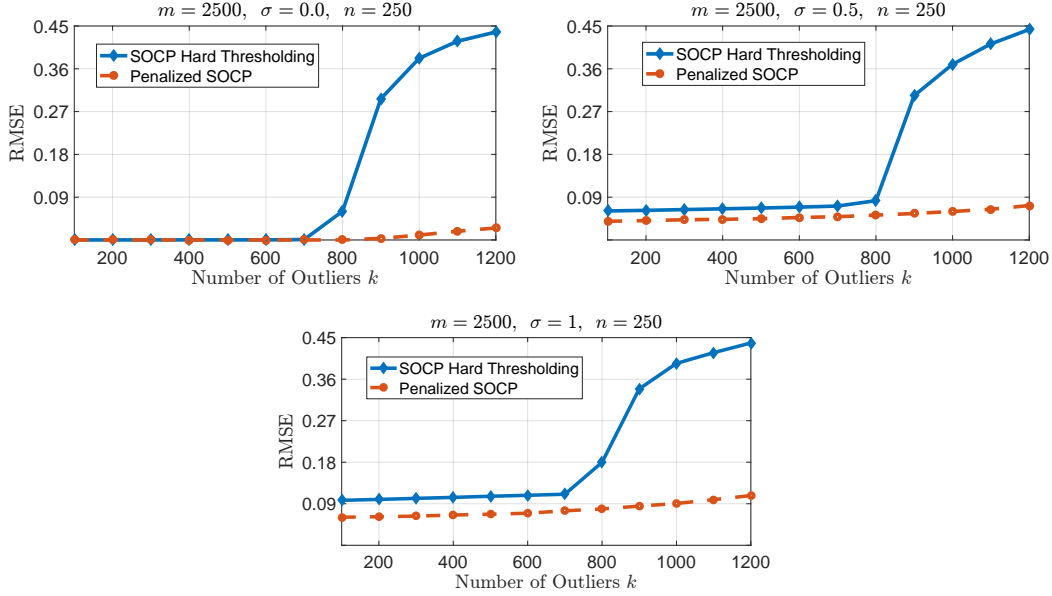 m = 2500, σ = 0.0, n = 250
0.45
0.36
0.27
0.18
0.09
RMSE
SOCP Hard Thresholding
Penalized SOCP
200 400 600 800 1000 1200
Number of Outliers k
m = 2500, σ = 0.5, n = 250
0.45
0.36
0.27
0.18
0.09
RMSE
SOCP Hard Thresholding
Penalized SOCP
200 400 600 800 1000 1200
Number of Outliers k
m = 2500, σ = 1, n = 250
0.45
0.36
0.27
0.18
0.09
RMSE
SOCP Hard Thresholding
Penalized SOCP
200 400 600 800 1000 1200
Number of Outliers k